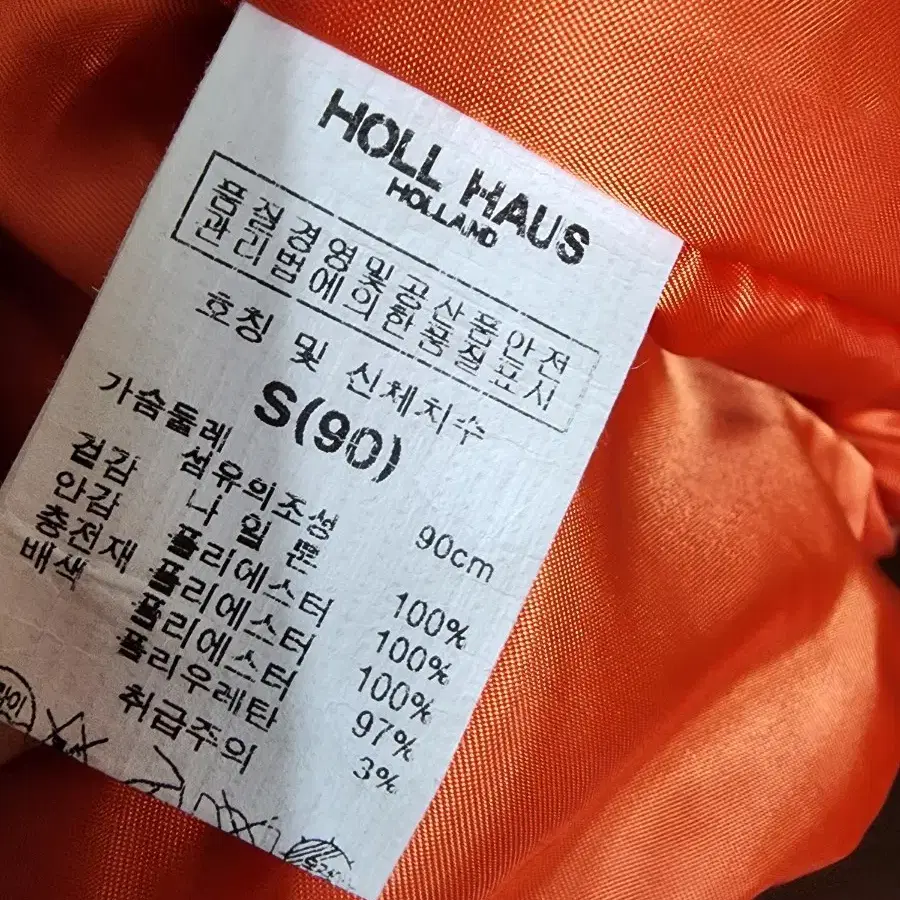 HOLL HAUS
HOLLAND
품질경영및공산품안전
관리법에의한품질표시
호칭 및 신체치수
S(90)
가슴둘레 90cm
섬유의조성
겉감 나 일 론 100%
안감 폴리에스터 100%
충전재 폴리에스터 100%
배색 폴리에스터 97%
폴리우레탄 3%
취급주의